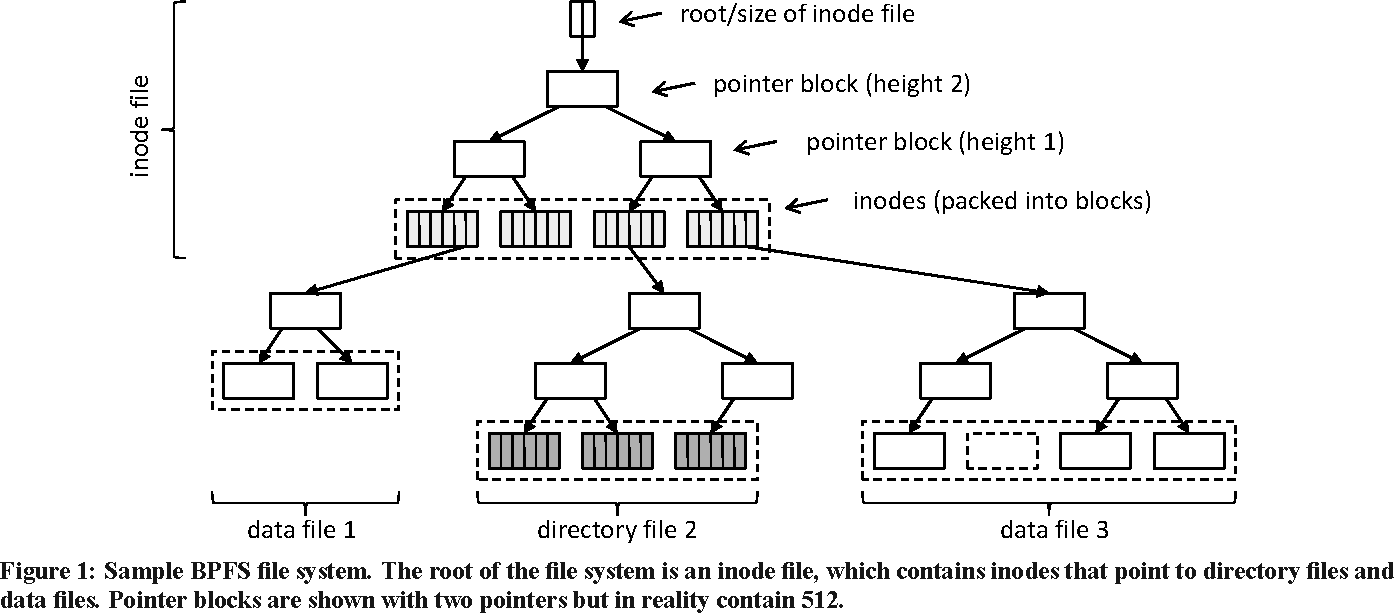 root/size of inode file
pointer block (height 2)
inode file
pointer block (height 1)
inodes (packed into blocks)
data file 1
directory file 2
data file 3
Figure 1: Sample BPFS file system. The root of the file system is an inode file, which contains inodes that point to directory files and
data files. Pointer blocks are shown with two pointers but in reality contain 512.